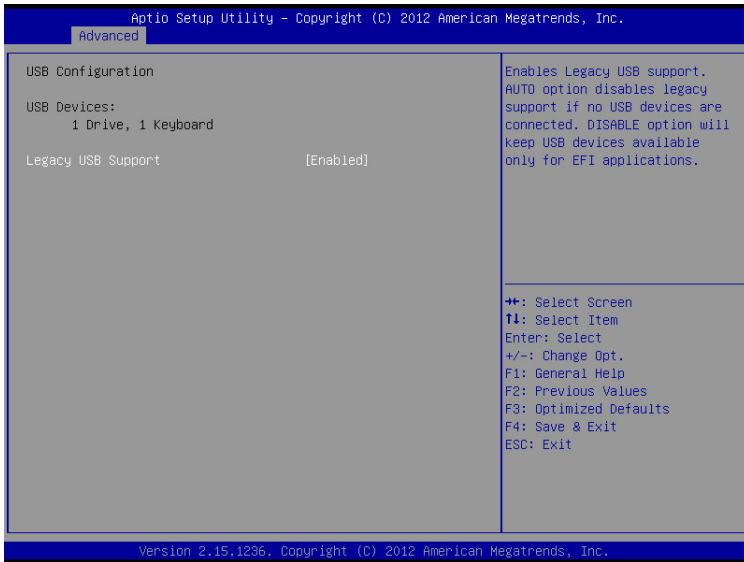 Aptio Setup Utility – Copyright (C) 2012 American Megatrends, Inc.
Advanced
USB Configuration
USB Devices:
1 Drive, 1 Keyboard
Legacy USB Support [Enabled]
Enables Legacy USB support.
AUTO option disables legacy
support if no USB devices are
connected. DISABLE option will
keep USB devices available
only for EFI applications.
→←: Select Screen
↑↓: Select Item
Enter: Select
+/-: Change Opt.
F1: General Help
F2: Previous Values
F3: Optimized Defaults
F4: Save & Exit
ESC: Exit
Version 2.15.1236. Copyright (C) 2012 American Megatrends, Inc.